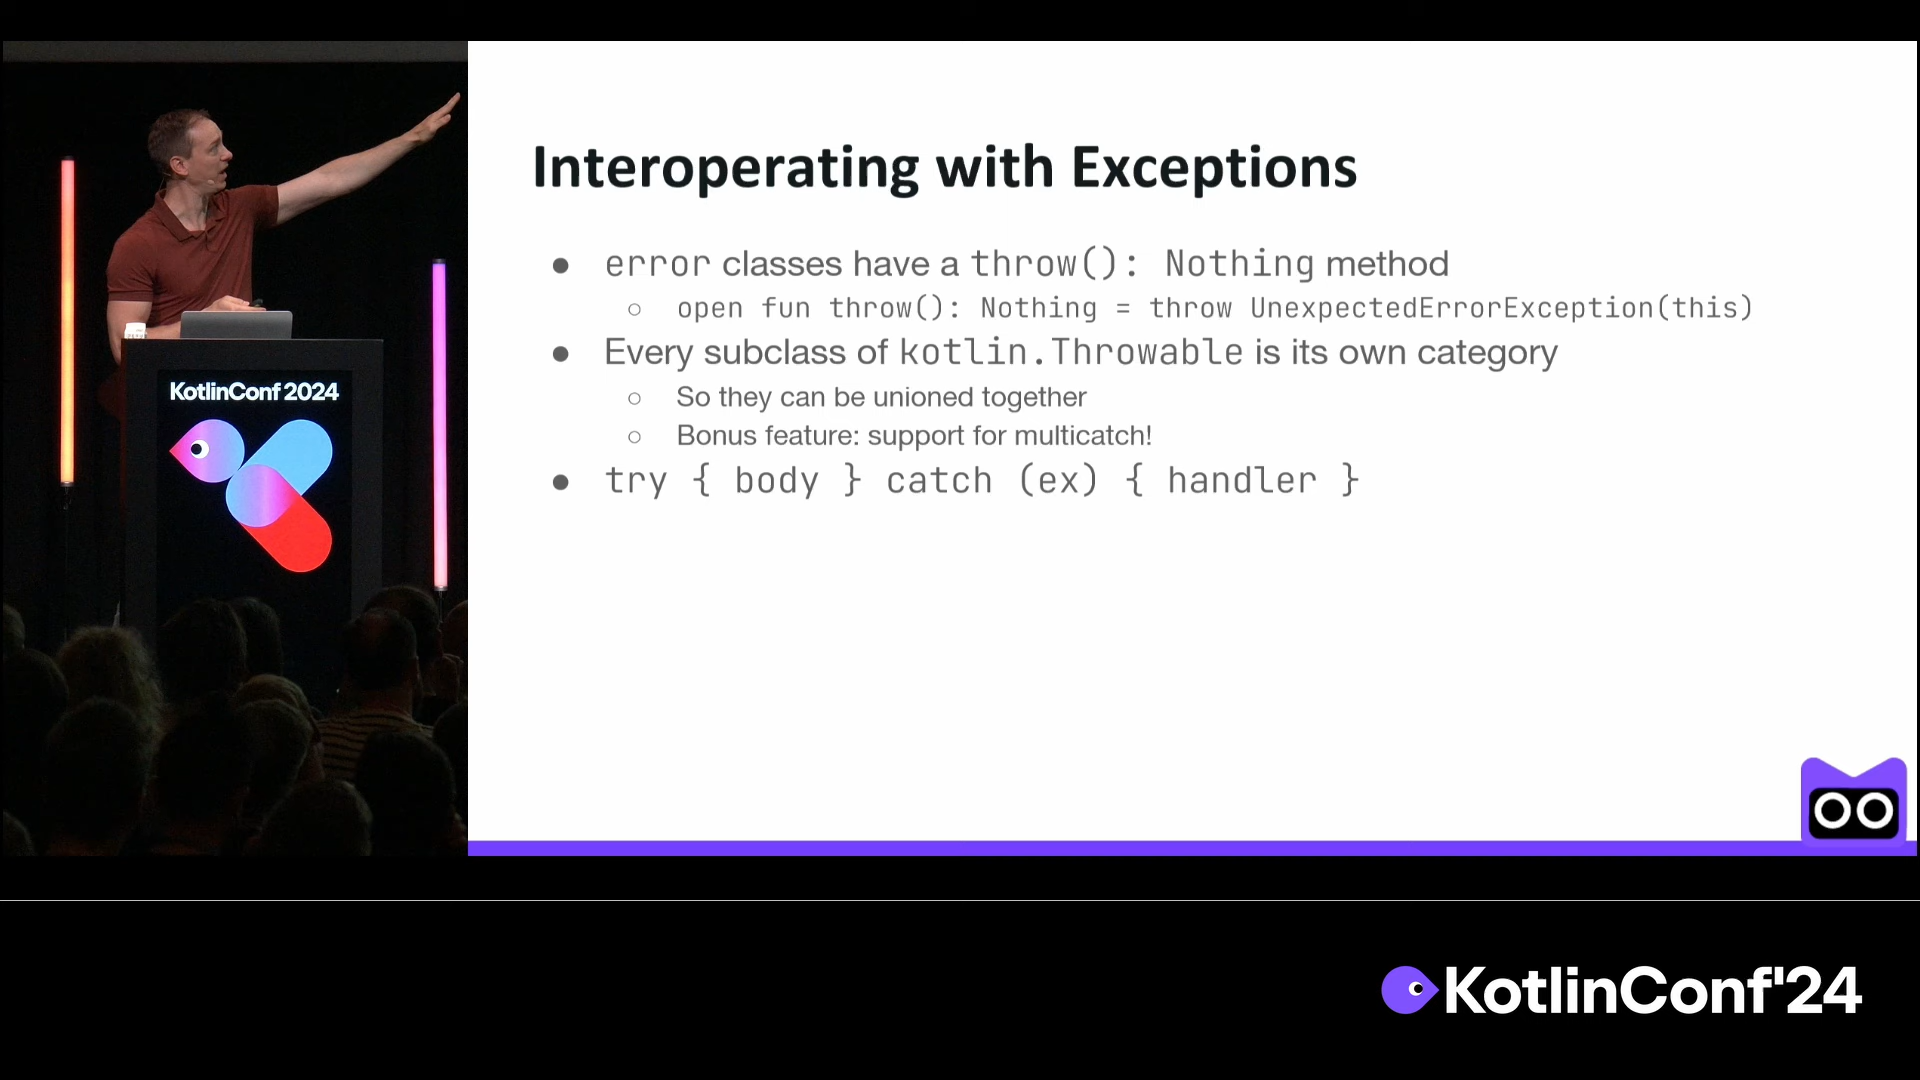 Interoperating with Exceptions
● error classes have a throw(): Nothing method
○ open fun throw(): Nothing = throw UnexpectedErrorException(this)
● Every subclass of kotlin.Throwable is its own category
○ So they can be unioned together
○ Bonus feature: support for multicatch!
● try { body } catch (ex) { handler }
KotlinConf 2024
KotlinConf'24